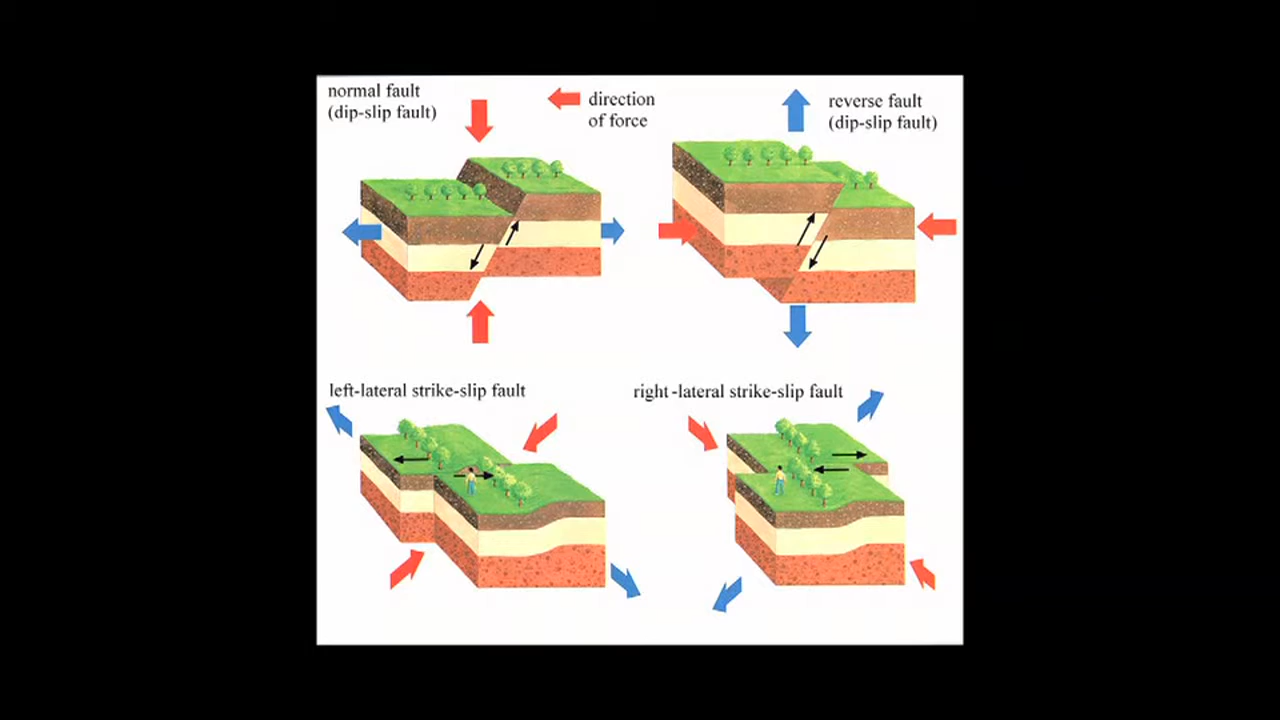 normal fault
(dip-slip fault)
direction
of force
reverse fault
(dip-slip fault)
left-lateral strike-slip fault
right-lateral strike-slip fault